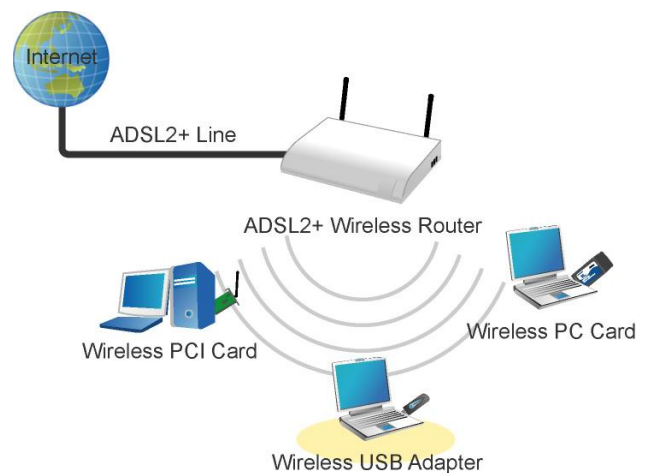 Internet
ADSL2+ Line
ADSL2+ Wireless Router
Wireless PCI Card
Wireless PC Card
Wireless USB Adapter